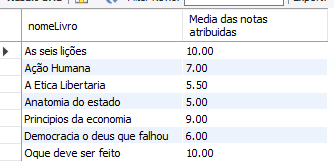 nomeLivro	Media das notas
atribuidas
As seis lições	10.00
Ação Humana	7.00
A Etica Libertaria	5.50
Anatomia do estado	5.00
Principios da economia	9.00
Democracia o deus que falhou	6.00
Oque deve ser feito	10.00